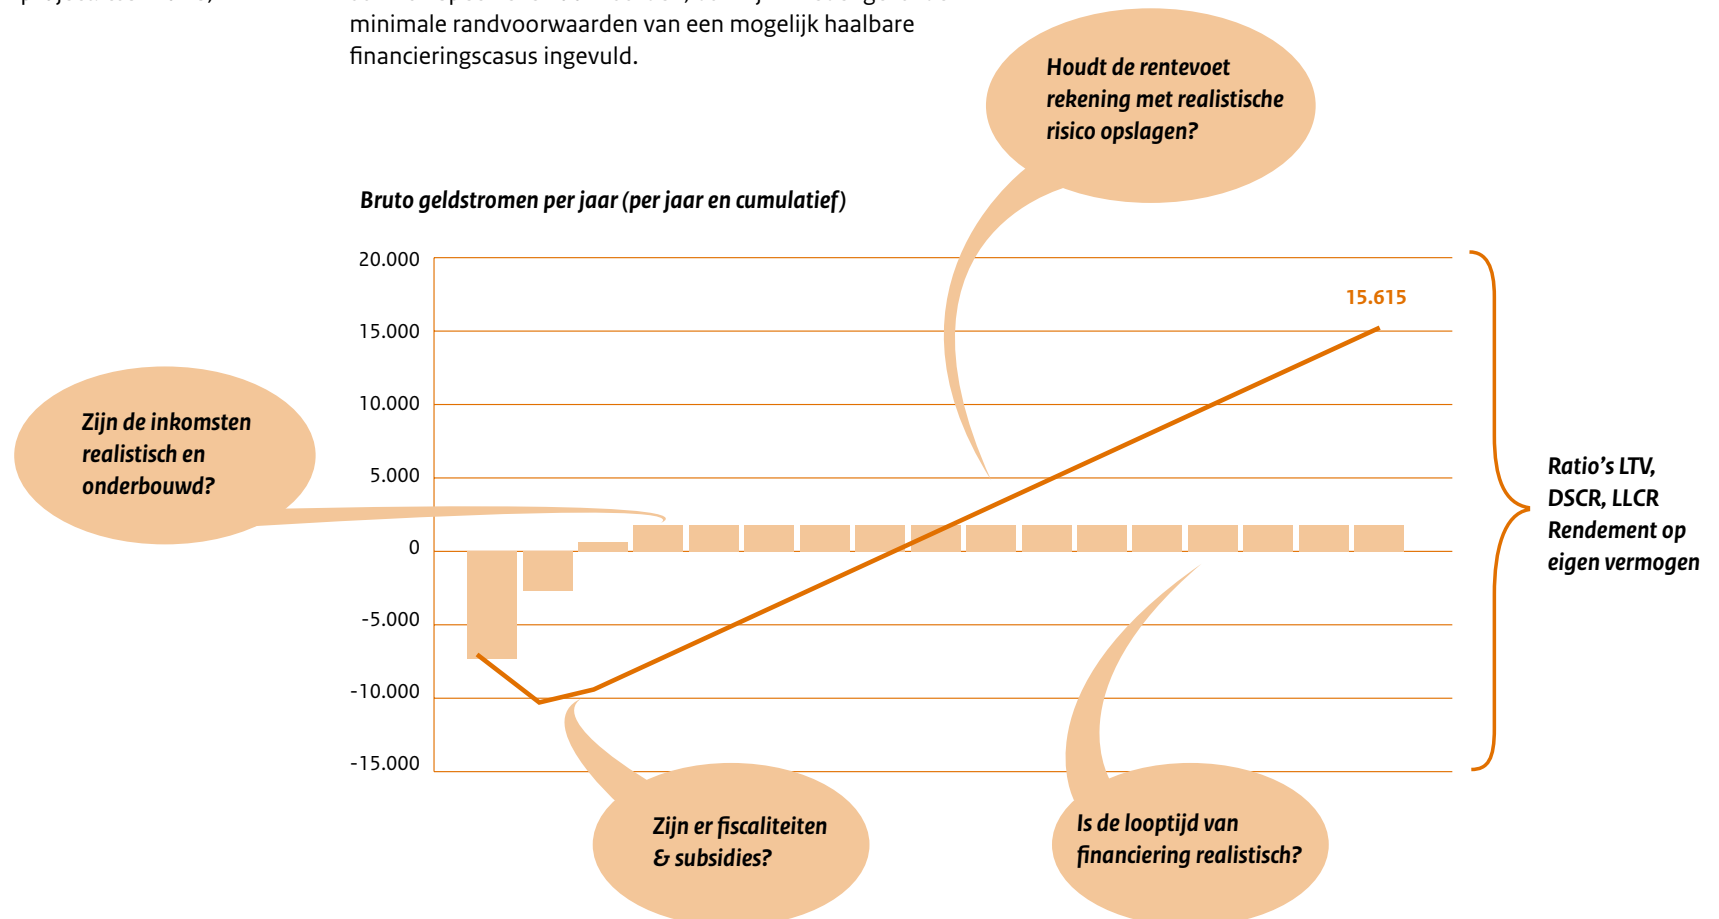 minimale randvoorwaarden van een mogelijk haalbare
financieringscasus ingevuld.
Houdt de rentevoet
rekening met realistische
risico opslagen?
Bruto geldstromen per jaar (per jaar en cumulatief)
20.000
15.615
15.000
10.000
Zijn de inkomsten
realistisch en
onderbouwd?
5.000
0
-5.000
-10.000
-15.000
Ratio's LTV,
DSCR, LLCR
Rendement op
eigen vermogen
Zijn er fiscaliteiten
& subsidies?
Is de looptijd van
financiering realistisch?